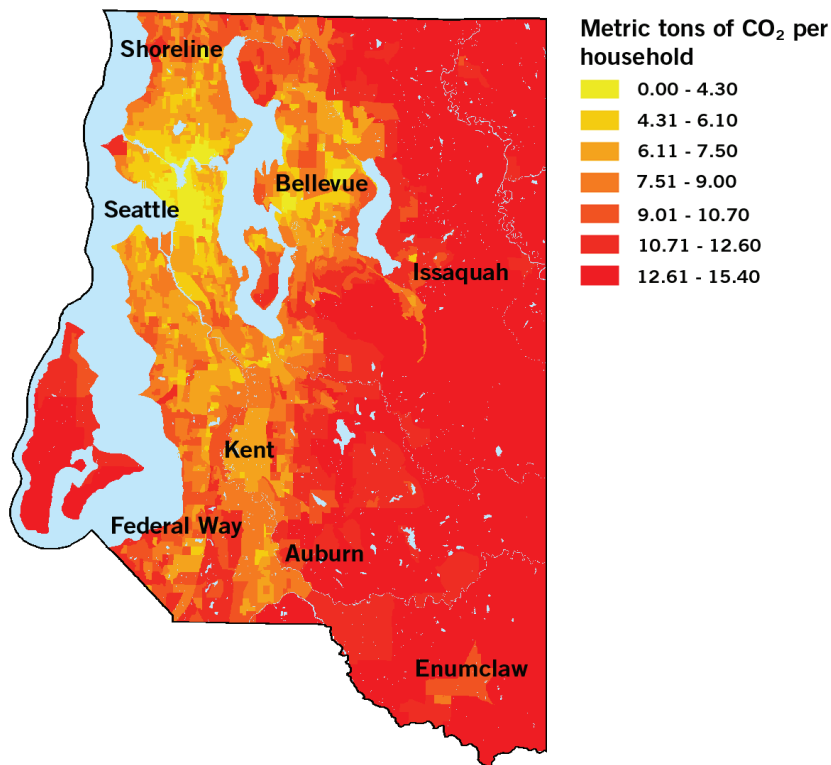 Metric tons of CO₂ per
household
0.00 - 4.30
4.31 - 6.10
6.11 - 7.50
7.51 - 9.00
9.01 - 10.70
10.71 - 12.60
12.61 - 15.40
Shoreline
Bellevue
Seattle
Issaquah
Kent
Federal Way
Auburn
Enumclaw